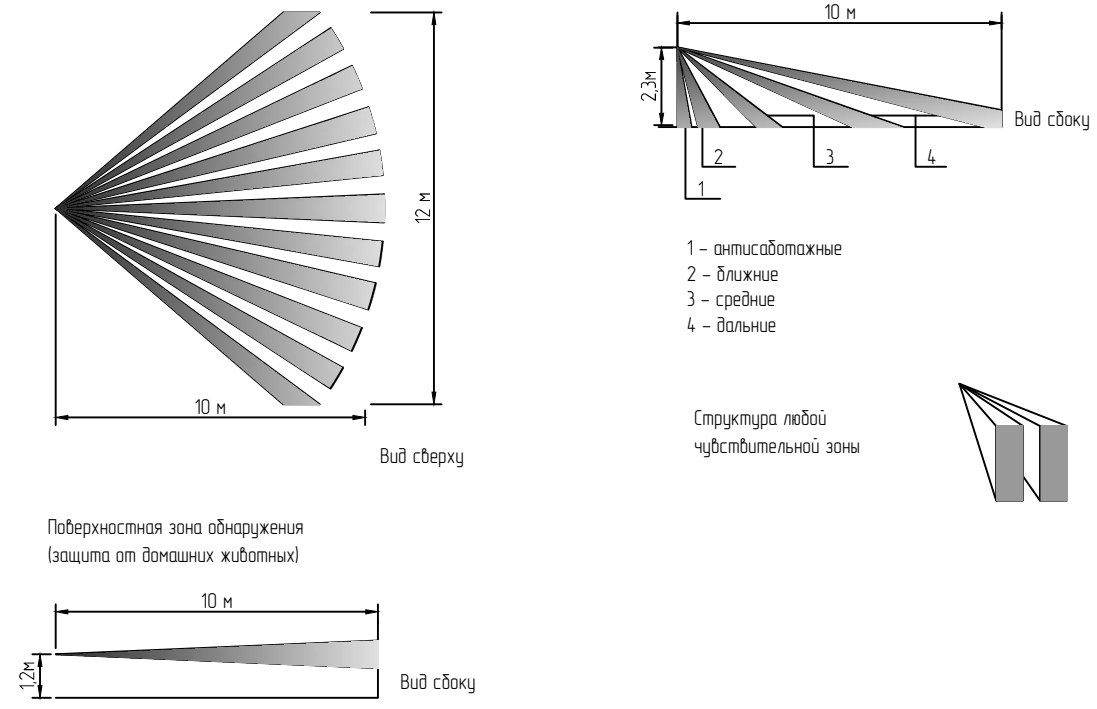 12 м
10 м
Вид сверху
10 м
2,3м
Вид сбоку
1
2
3
4
1 – антисаботажные
2 – ближние
3 – средние
4 – дальние
Структура любой
чувствительной зоны
Поверхностная зона обнаружения
(защита от домашних животных)
10 м
1,2м
Вид сбоку